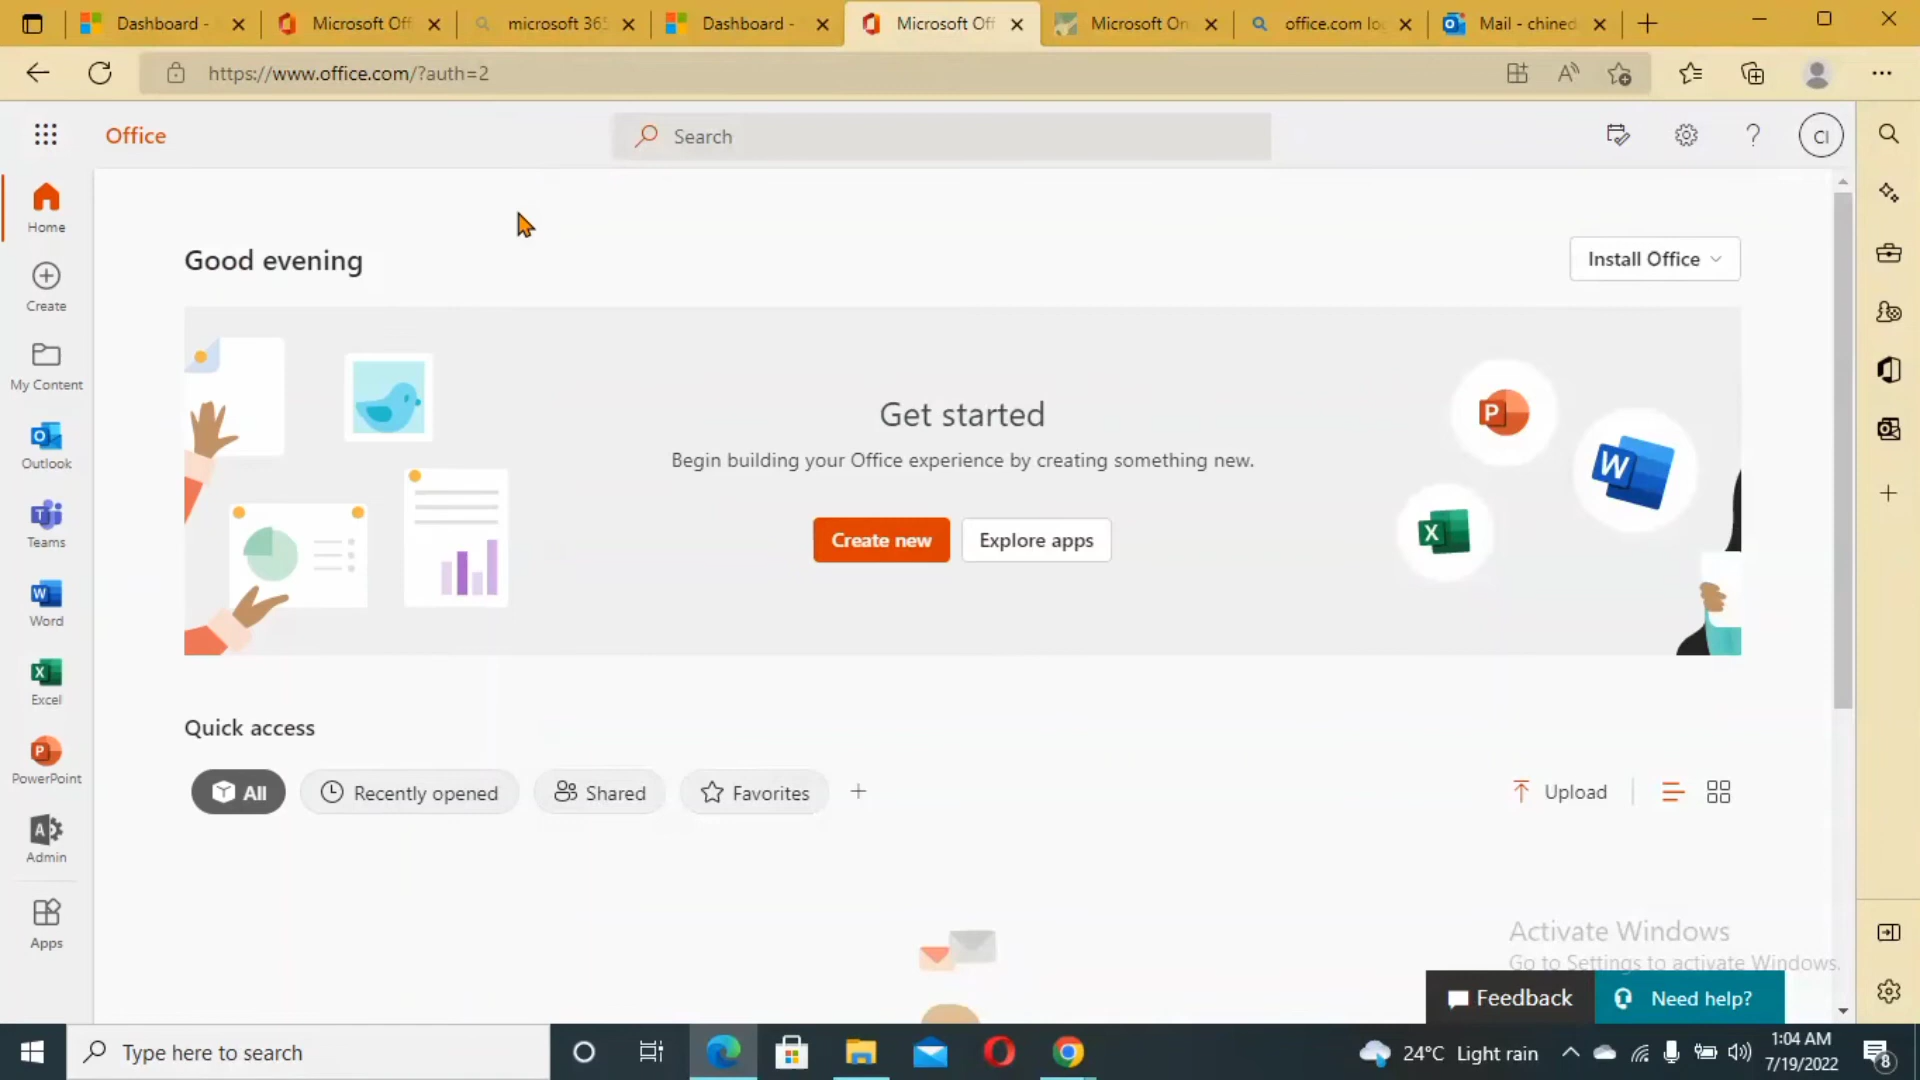 Dashboard -
Microsoft Off
microsoft 365
Dashboard -
Microsoft Off
Microsoft On
office.com lo
Mail - chined
https://www.office.com/?auth=2
Office
Search
CI
Home
Create
My Content
Outlook
Teams
Word
Excel
PowerPoint
Admin
Apps
Good evening
Install Office
Get started
Begin building your Office experience by creating something new.
Create new
Explore apps
Quick access
All
Recently opened
Shared
Favorites
Upload
Activate Windows
Go to Settings to activate Windows.
Feedback
Need help?
Type here to search
24°C Light rain
1:04 AM
7/19/2022
8